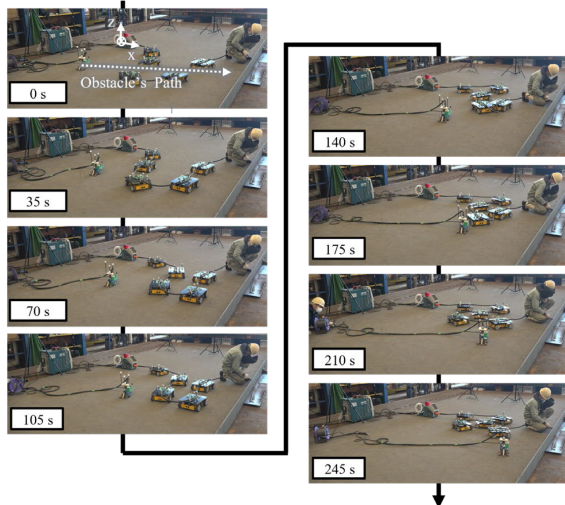 Z
x
Obstacle's Path
0 s
35 s
70 s
105 s
140 s
175 s
210 s
245 s